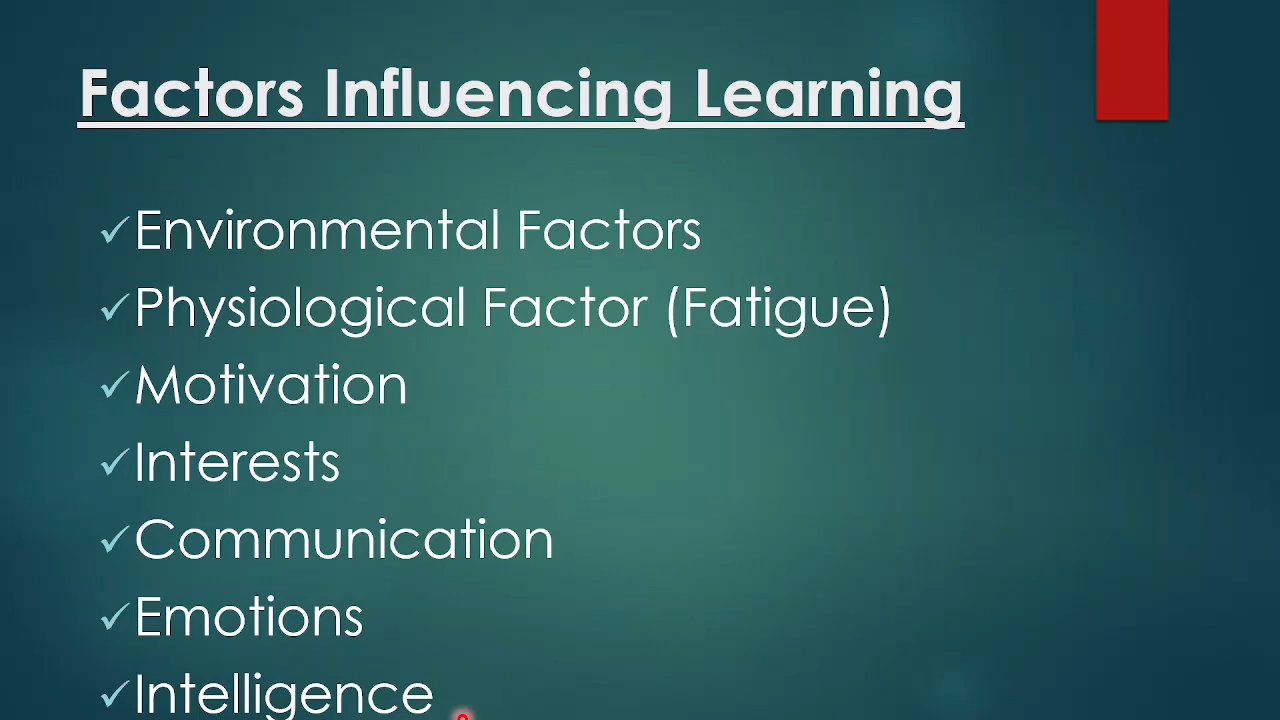 Factors Influencing Learning
✓Environmental Factors
✓Physiological Factor (Fatigue)
✓Motivation
✓Interests
✓Communication
✓Emotions
✓Intelligence